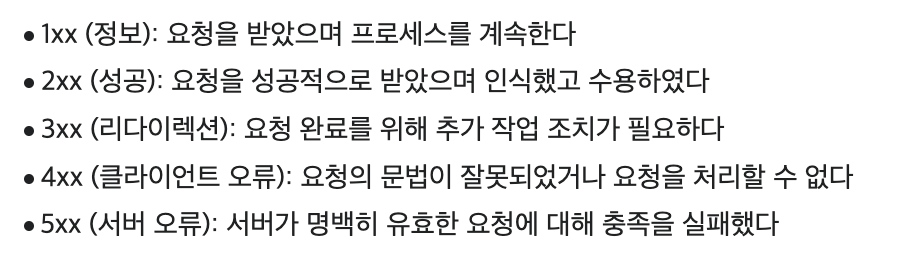 • 1xx (정보): 요청을 받았으며 프로세스를 계속한다
• 2xx (성공): 요청을 성공적으로 받았으며 인식했고 수용하였다
• 3xx (리다이렉션): 요청 완료를 위해 추가 작업 조치가 필요하다
• 4xx (클라이언트 오류): 요청의 문법이 잘못되었거나 요청을 처리할 수 없다
• 5xx (서버 오류): 서버가 명백히 유효한 요청에 대해 충족을 실패했다